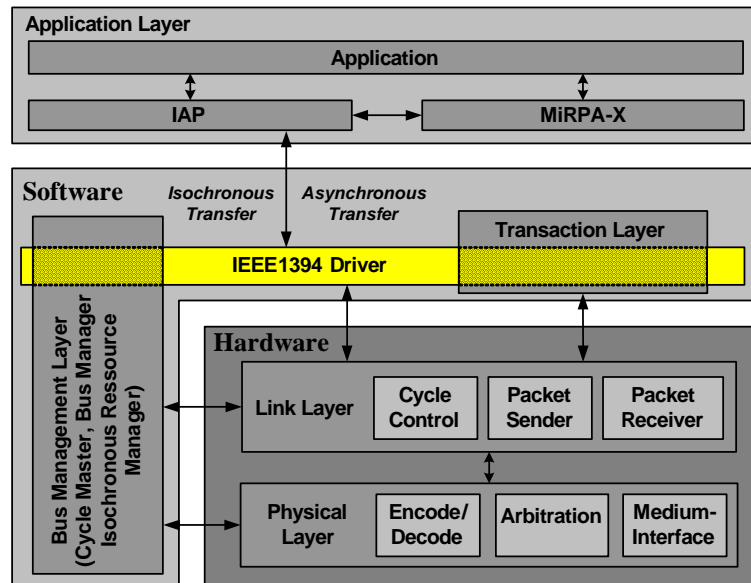 Application Layer
Application
IAP
MiRPA-X
Software
Isochronous
Transfer
Asynchronous
Transfer
Transaction Layer
IEEE1394 Driver
Bus Management Layer
(Cycle Master, Bus Manager
Isochronous Ressource
Manager)
Hardware
Link Layer
Cycle
Control
Packet
Sender
Packet
Receiver
Physical
Layer
Encode/
Decode
Arbitration
Medium-
Interface